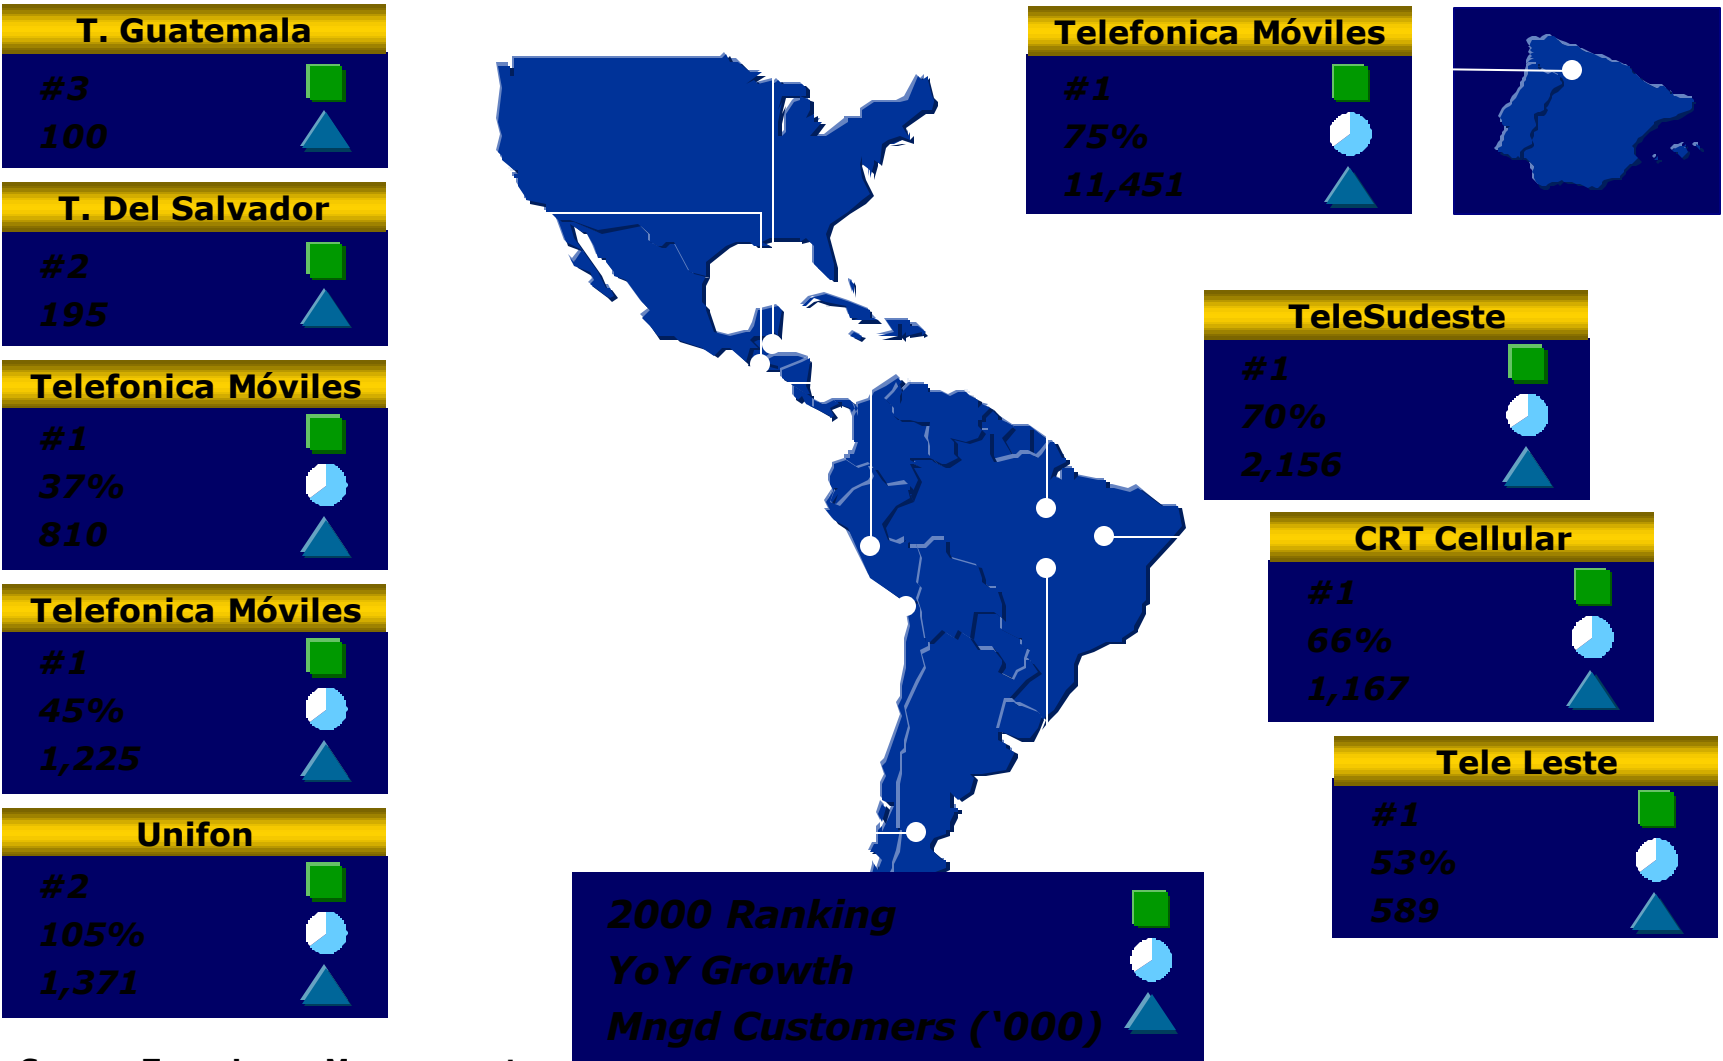 T. Guatemala
#3
100
T. Del Salvador
#2
195
Telefonica Móviles
#1
37%
810
Telefonica Móviles
#1
45%
1,225
Unifon
#2
105%
1,371
Telefonica Móviles
#1
75%
11,451
TeleSudeste
#1
70%
2,156
CRT Cellular
#1
66%
1,167
Tele Leste
#1
53%
589
2000 Ranking
YoY Growth
Mngd Customers (‘000)